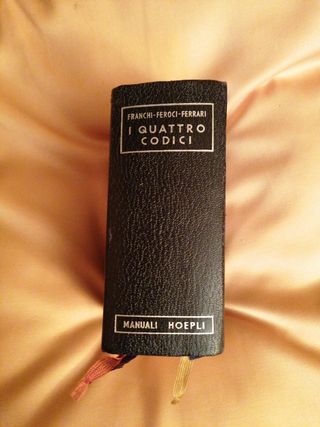 FRANCHI-FEROCI-FERRARI
I QUATTRO
CODICI
MANUALI HOEPLI